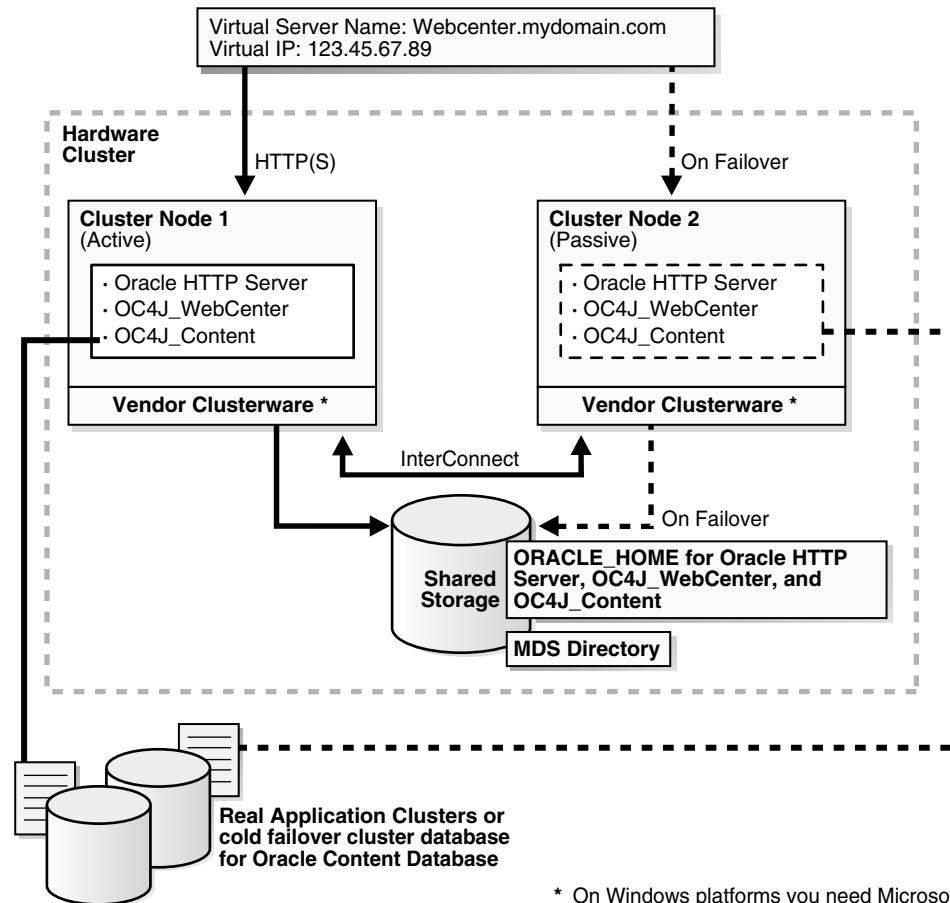 Virtual Server Name: Webcenter.mydomain.com
Virtual IP: 123.45.67.89
Hardware
Cluster
HTTP(S)
On Failover
Cluster Node 1
(Active)
· Oracle HTTP Server
· OC4J_WebCenter
· OC4J_Content
Vendor Clusterware *
Cluster Node 2
(Passive)
· Oracle HTTP Server
· OC4J_WebCenter
· OC4J_Content
Vendor Clusterware *
InterConnect
On Failover
Shared
Storage
ORACLE_HOME for Oracle HTTP
Server, OC4J_WebCenter, and
OC4J_Content
MDS Directory
Real Application Clusters or
cold failover cluster database
for Oracle Content Database
* On Windows platforms you need Microso